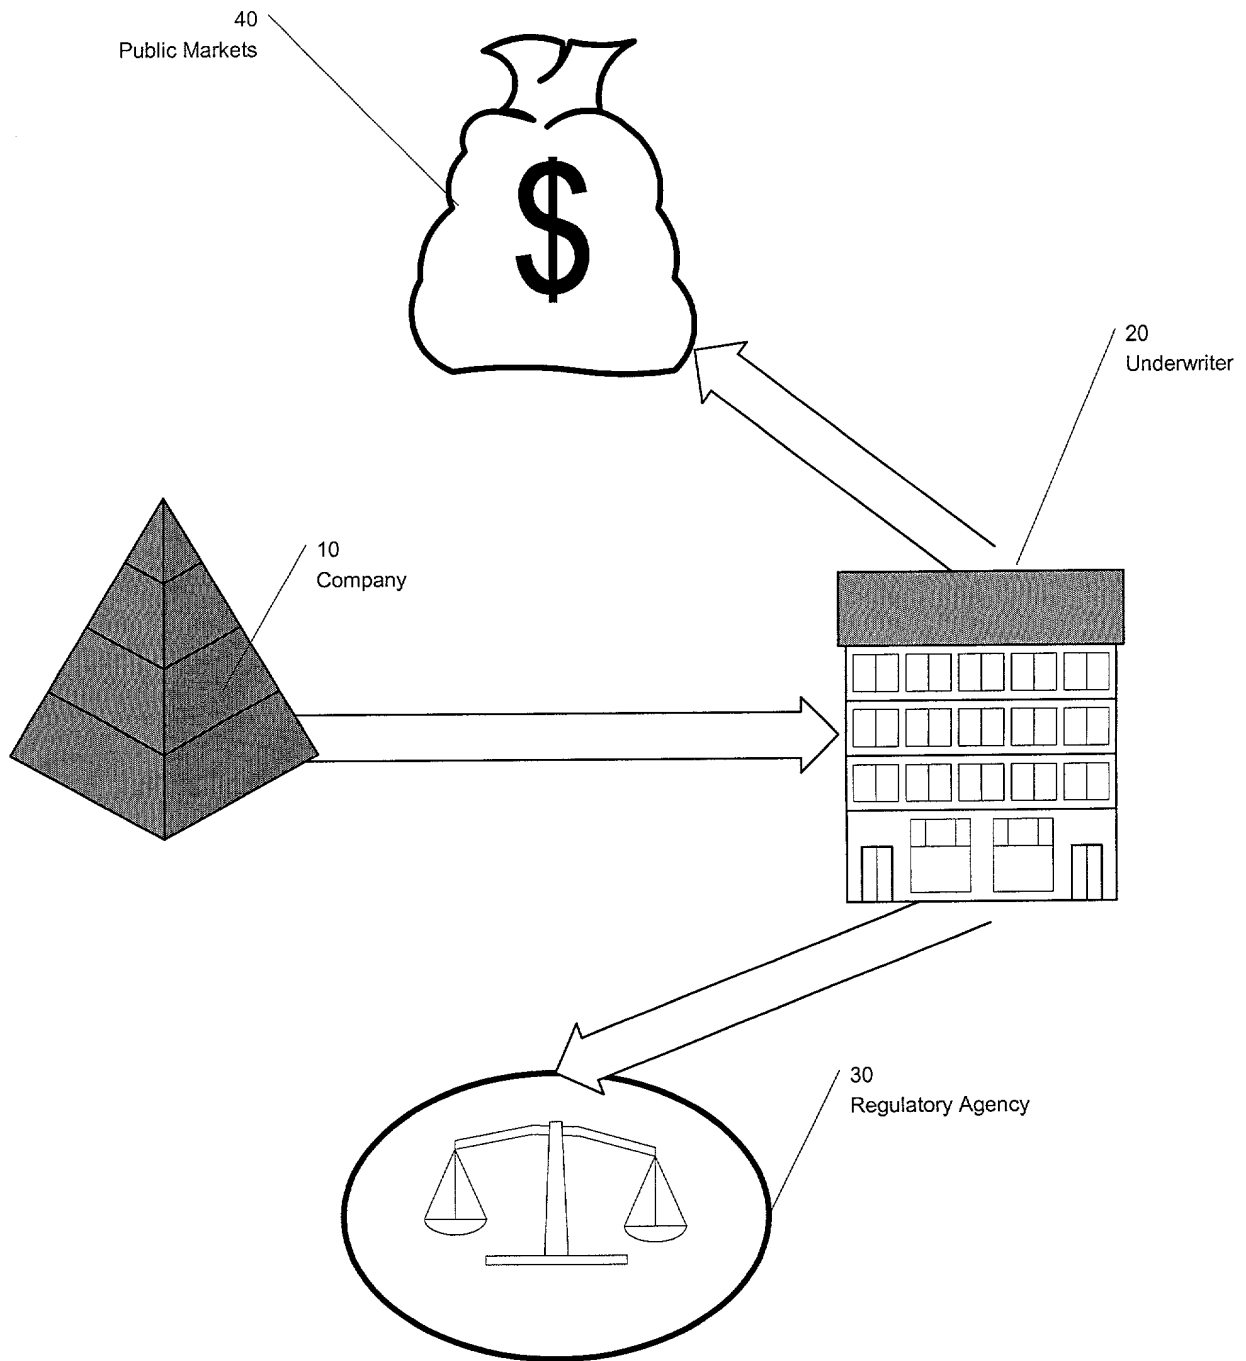 40
Public Markets
$
20
Underwriter
10
Company
30
Regulatory Agency